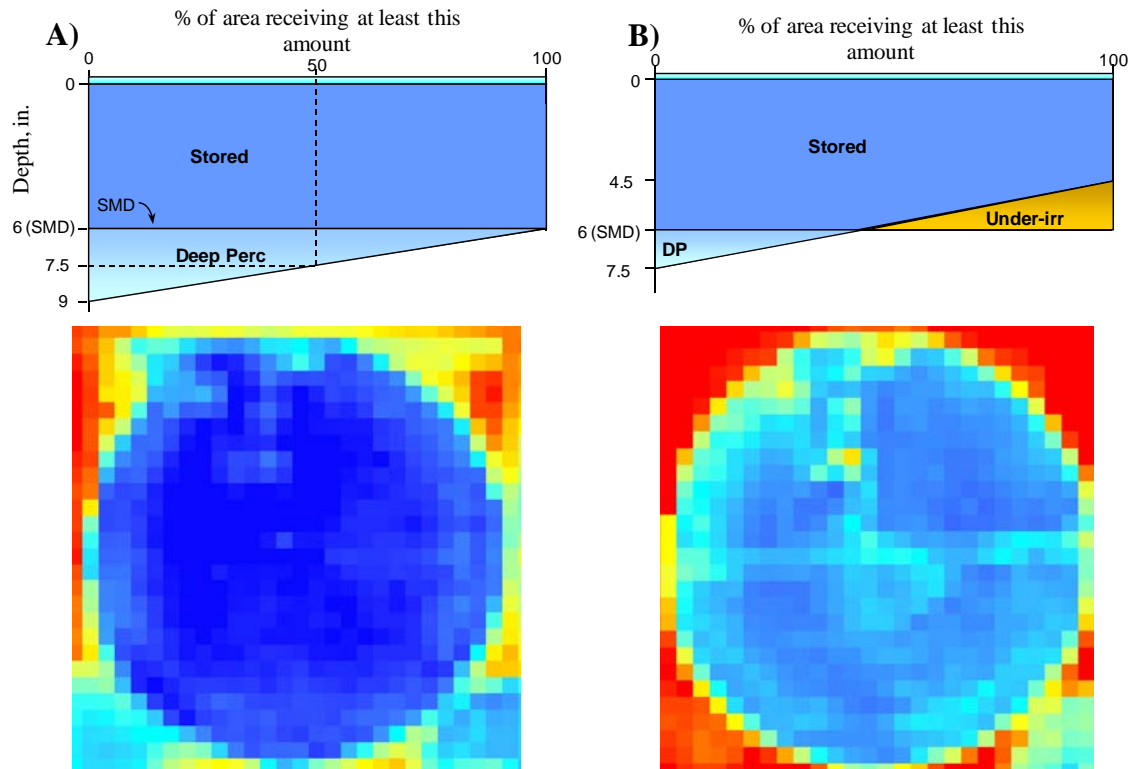 A)
% of area receiving at least this
amount
0
50
100
0
Depth, in.
Stored
SMD
6 (SMD)
Deep Perc
7.5
9
B)
% of area receiving at least this
amount
0
100
0
Stored
4.5
Under-irr
6 (SMD)
DP
7.5